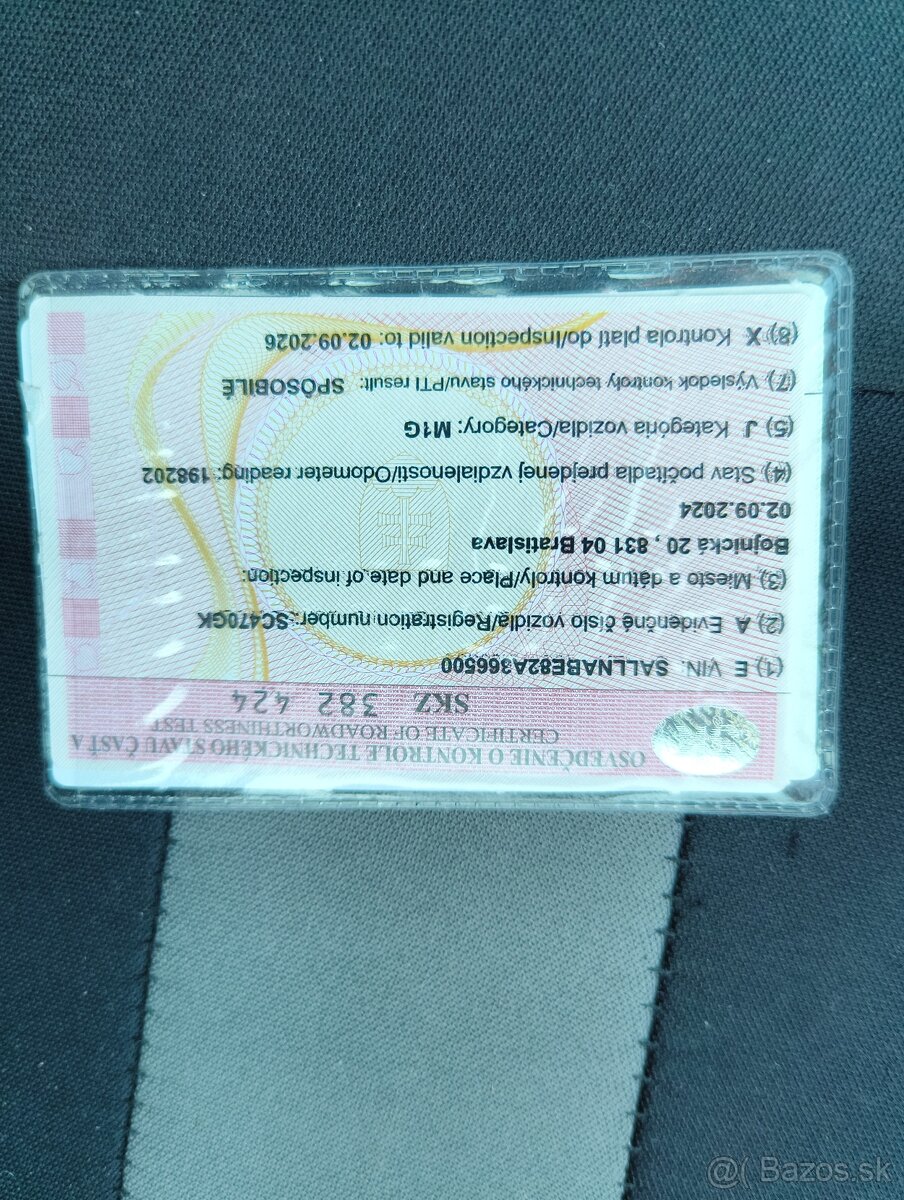 OSVEDČENIE O KONTROLE TECHNICKÉHO STAVU ČASŤ A
CERTIFICATE OF ROADWORTHINESS TEST
SKZ 382 424
(1) E VIN: SALLNABE82A366500
(2) A Evidenčné číslo vozidla/Registration number: SC470GK
(3) Miesto a dátum kontroly/Place and date of inspection:
Bojnická 20 , 831 04 Bratislava
02.09.2024
(4) Stav počítadla prejdenej vzdialenosti/Odometer reading: 198202
(5) J Kategória vozidla/Category: M1G
(7) Výsledok kontroly technického stavu/PTI result: SPÔSOBILÉ
(8) X Kontrola platí do/Inspection valid to: 02.09.2026
@( Bazos.sk